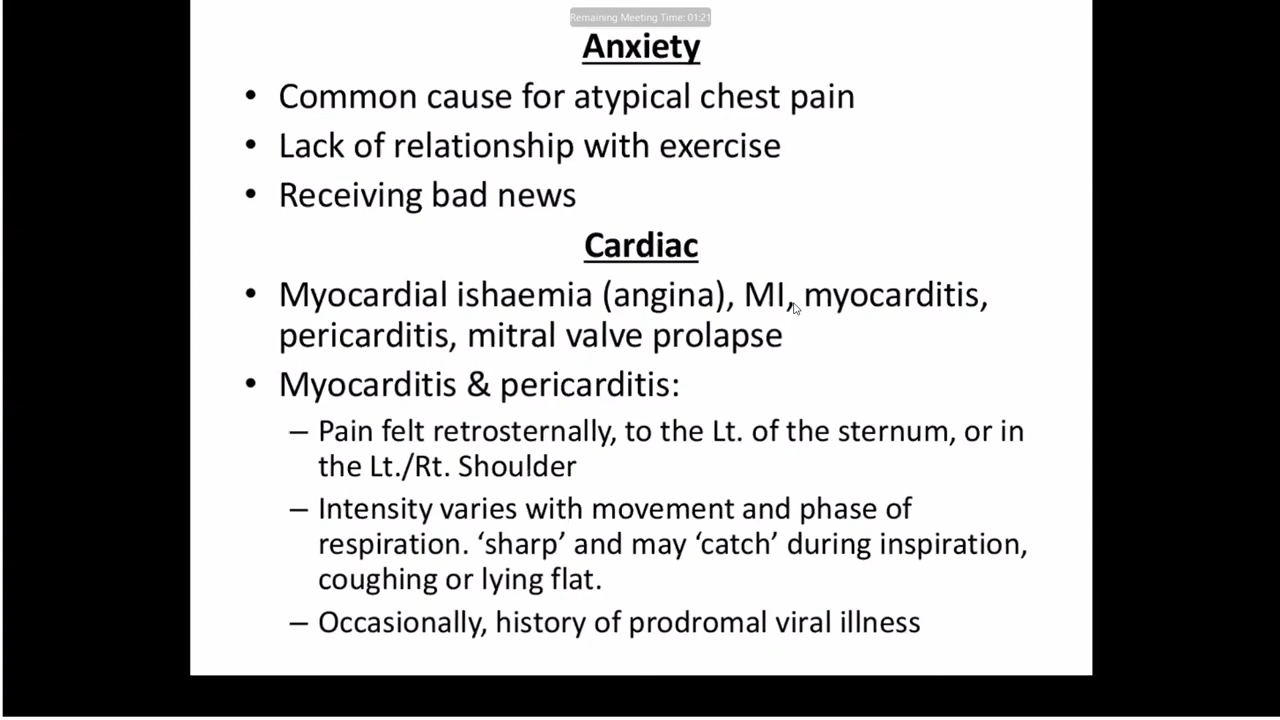 Remaining Meeting Time: 01:21
Anxiety
• Common cause for atypical chest pain
• Lack of relationship with exercise
• Receiving bad news
Cardiac
• Myocardial ishaemia (angina), MI, myocarditis,
pericarditis, mitral valve prolapse
• Myocarditis & pericarditis:
– Pain felt retrosternally, to the Lt. of the sternum, or in
the Lt./Rt. Shoulder
– Intensity varies with movement and phase of
respiration. ‘sharp’ and may ‘catch’ during inspiration,
coughing or lying flat.
– Occasionally, history of prodromal viral illness